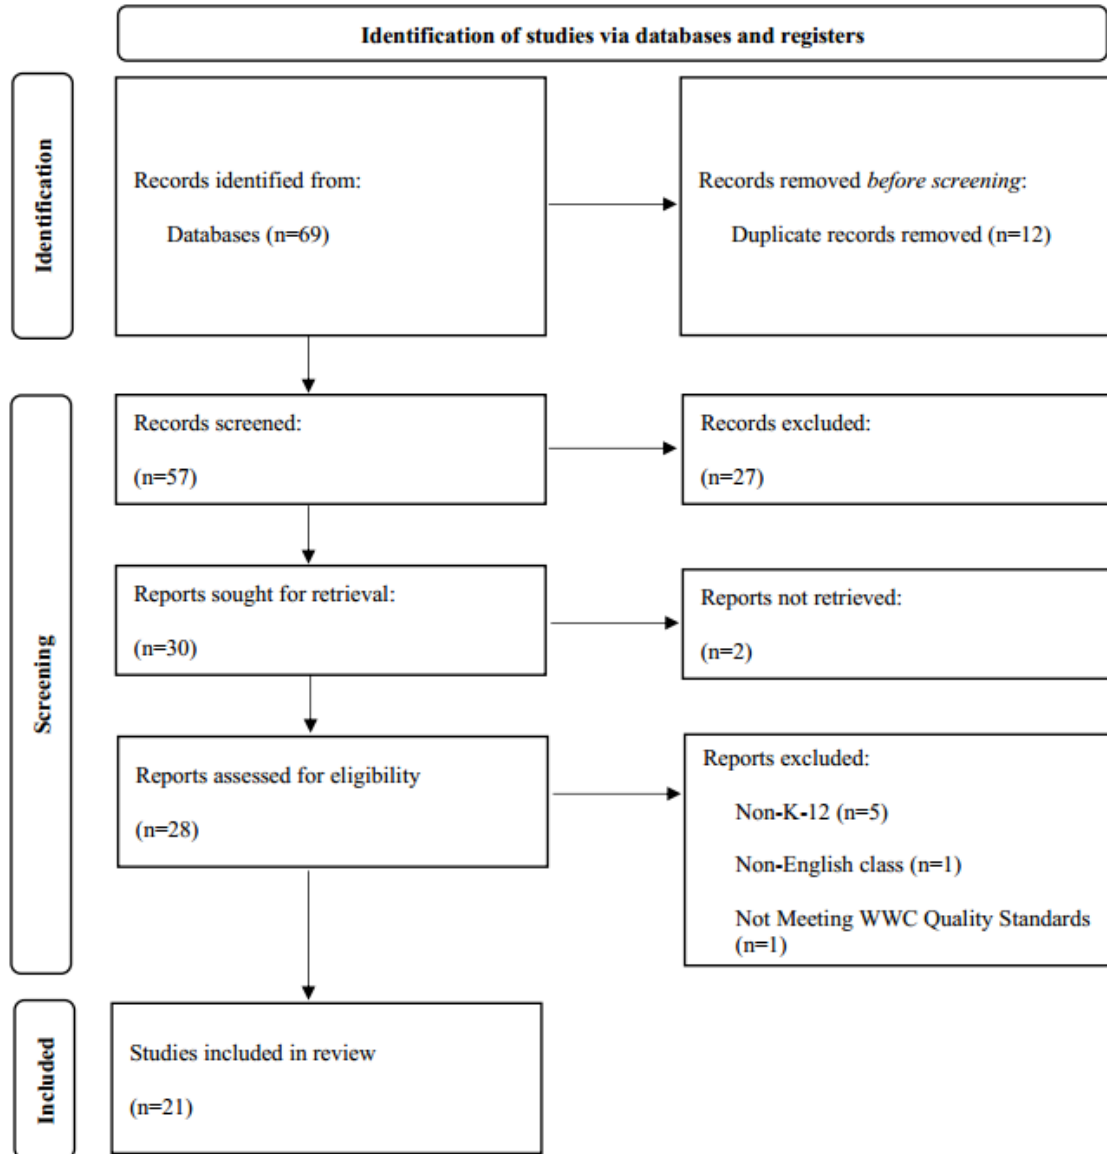 Identification of studies via databases and registers
Identification
Records identified from:
Databases (n=69)
Records removed before screening:
Duplicate records removed (n=12)
Screening
Records screened:
(n=57)
Records excluded:
(n=27)
Reports sought for retrieval:
(n=30)
Reports not retrieved:
(n=2)
Reports assessed for eligibility
(n=28)
Reports excluded:
Non-K-12 (n=5)
Non-English class (n=1)
Not Meeting WWC Quality Standards
(n=1)
Included
Studies included in review
(n=21)